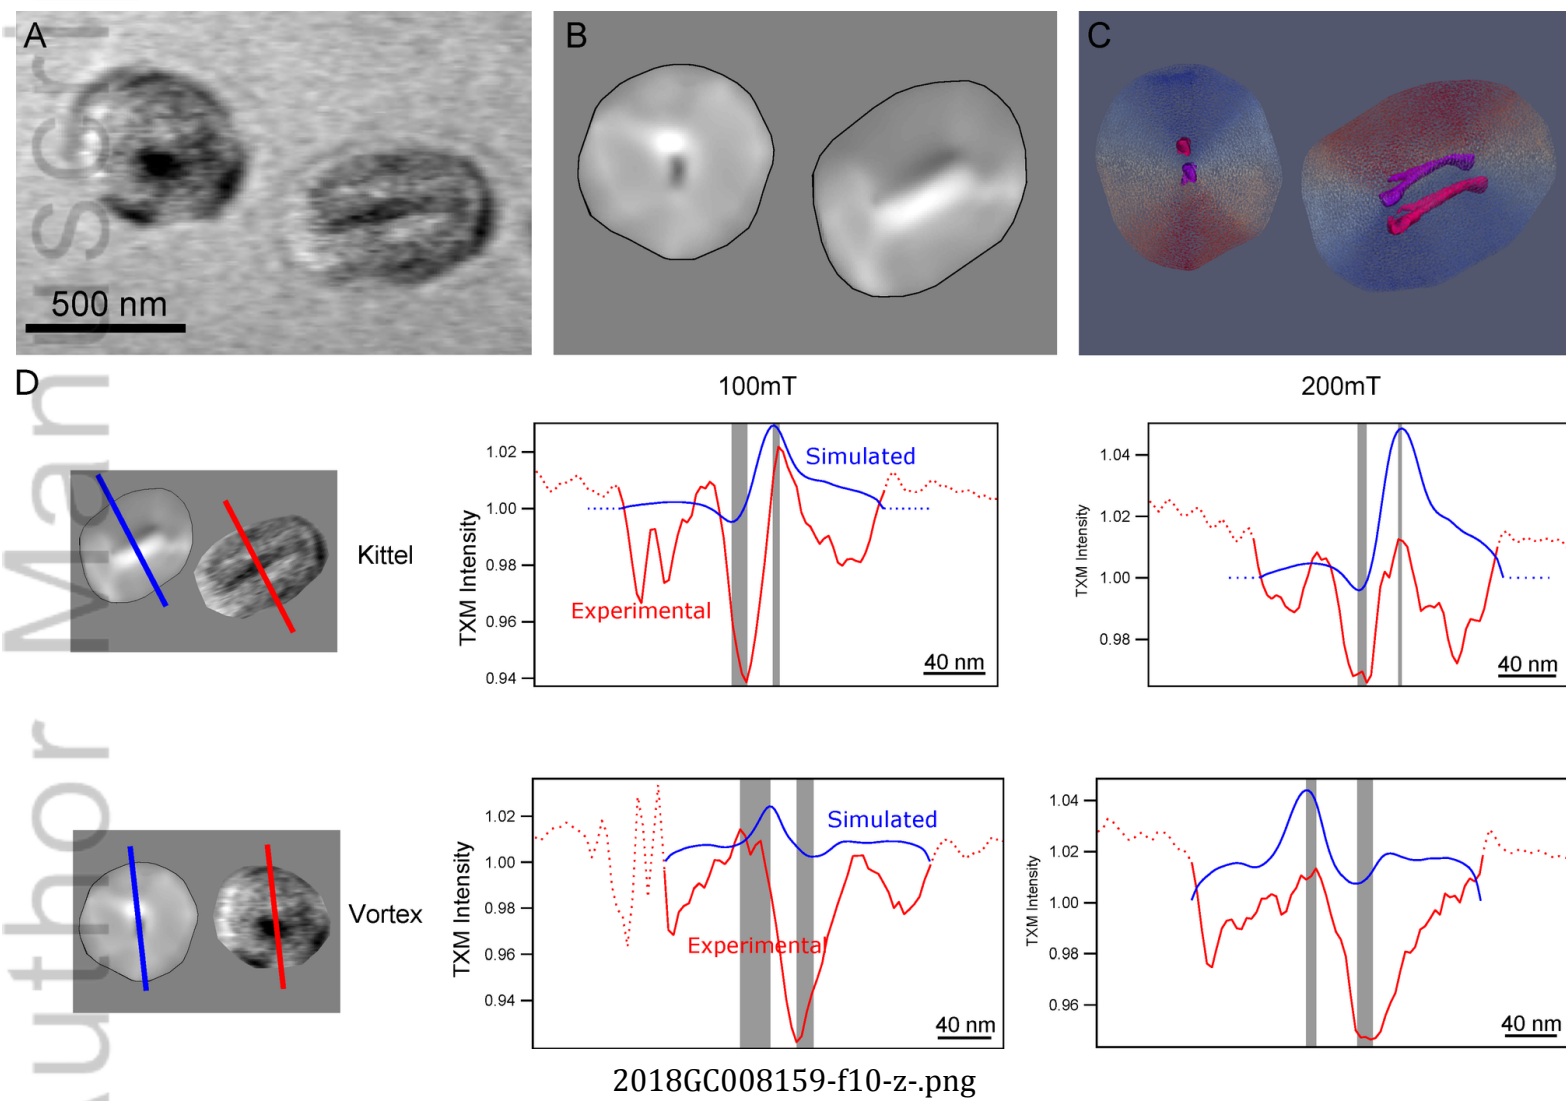 A
B
C
500 nm
D
100mT
200mT
Kittel
TXM Intensity
1.02
1.00
0.98
0.96
0.94
Simulated
Experimental
40 nm
TXM Intensity
1.04
1.02
1.00
0.98
40 nm
Vortex
TXM Intensity
1.02
1.00
0.98
0.96
0.94
Simulated
Experimental
40 nm
TXM Intensity
1.04
1.02
1.00
0.98
0.96
40 nm
2018GC008159-f10-z-.png
Author Manuscri